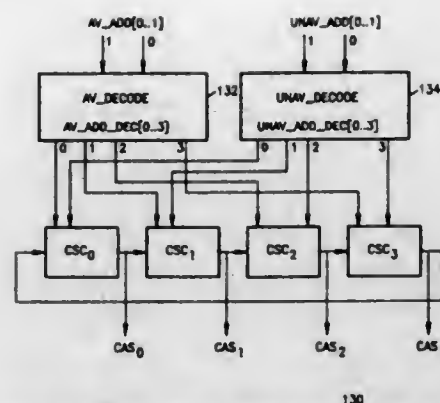 AV_ADD[0..1]
UNAV_ADD[0..1]
1 0
1 0
AV_DECODE
132
UNAV_DECODE
134
AV_ADD_DEC[0..3]
UNAV_ADD_DEC[0..3]
0 1 2 3
0 1 2 3
CSC0
CSC1
CSC2
CSC3
CAS0
CAS1
CAS2
CAS
130